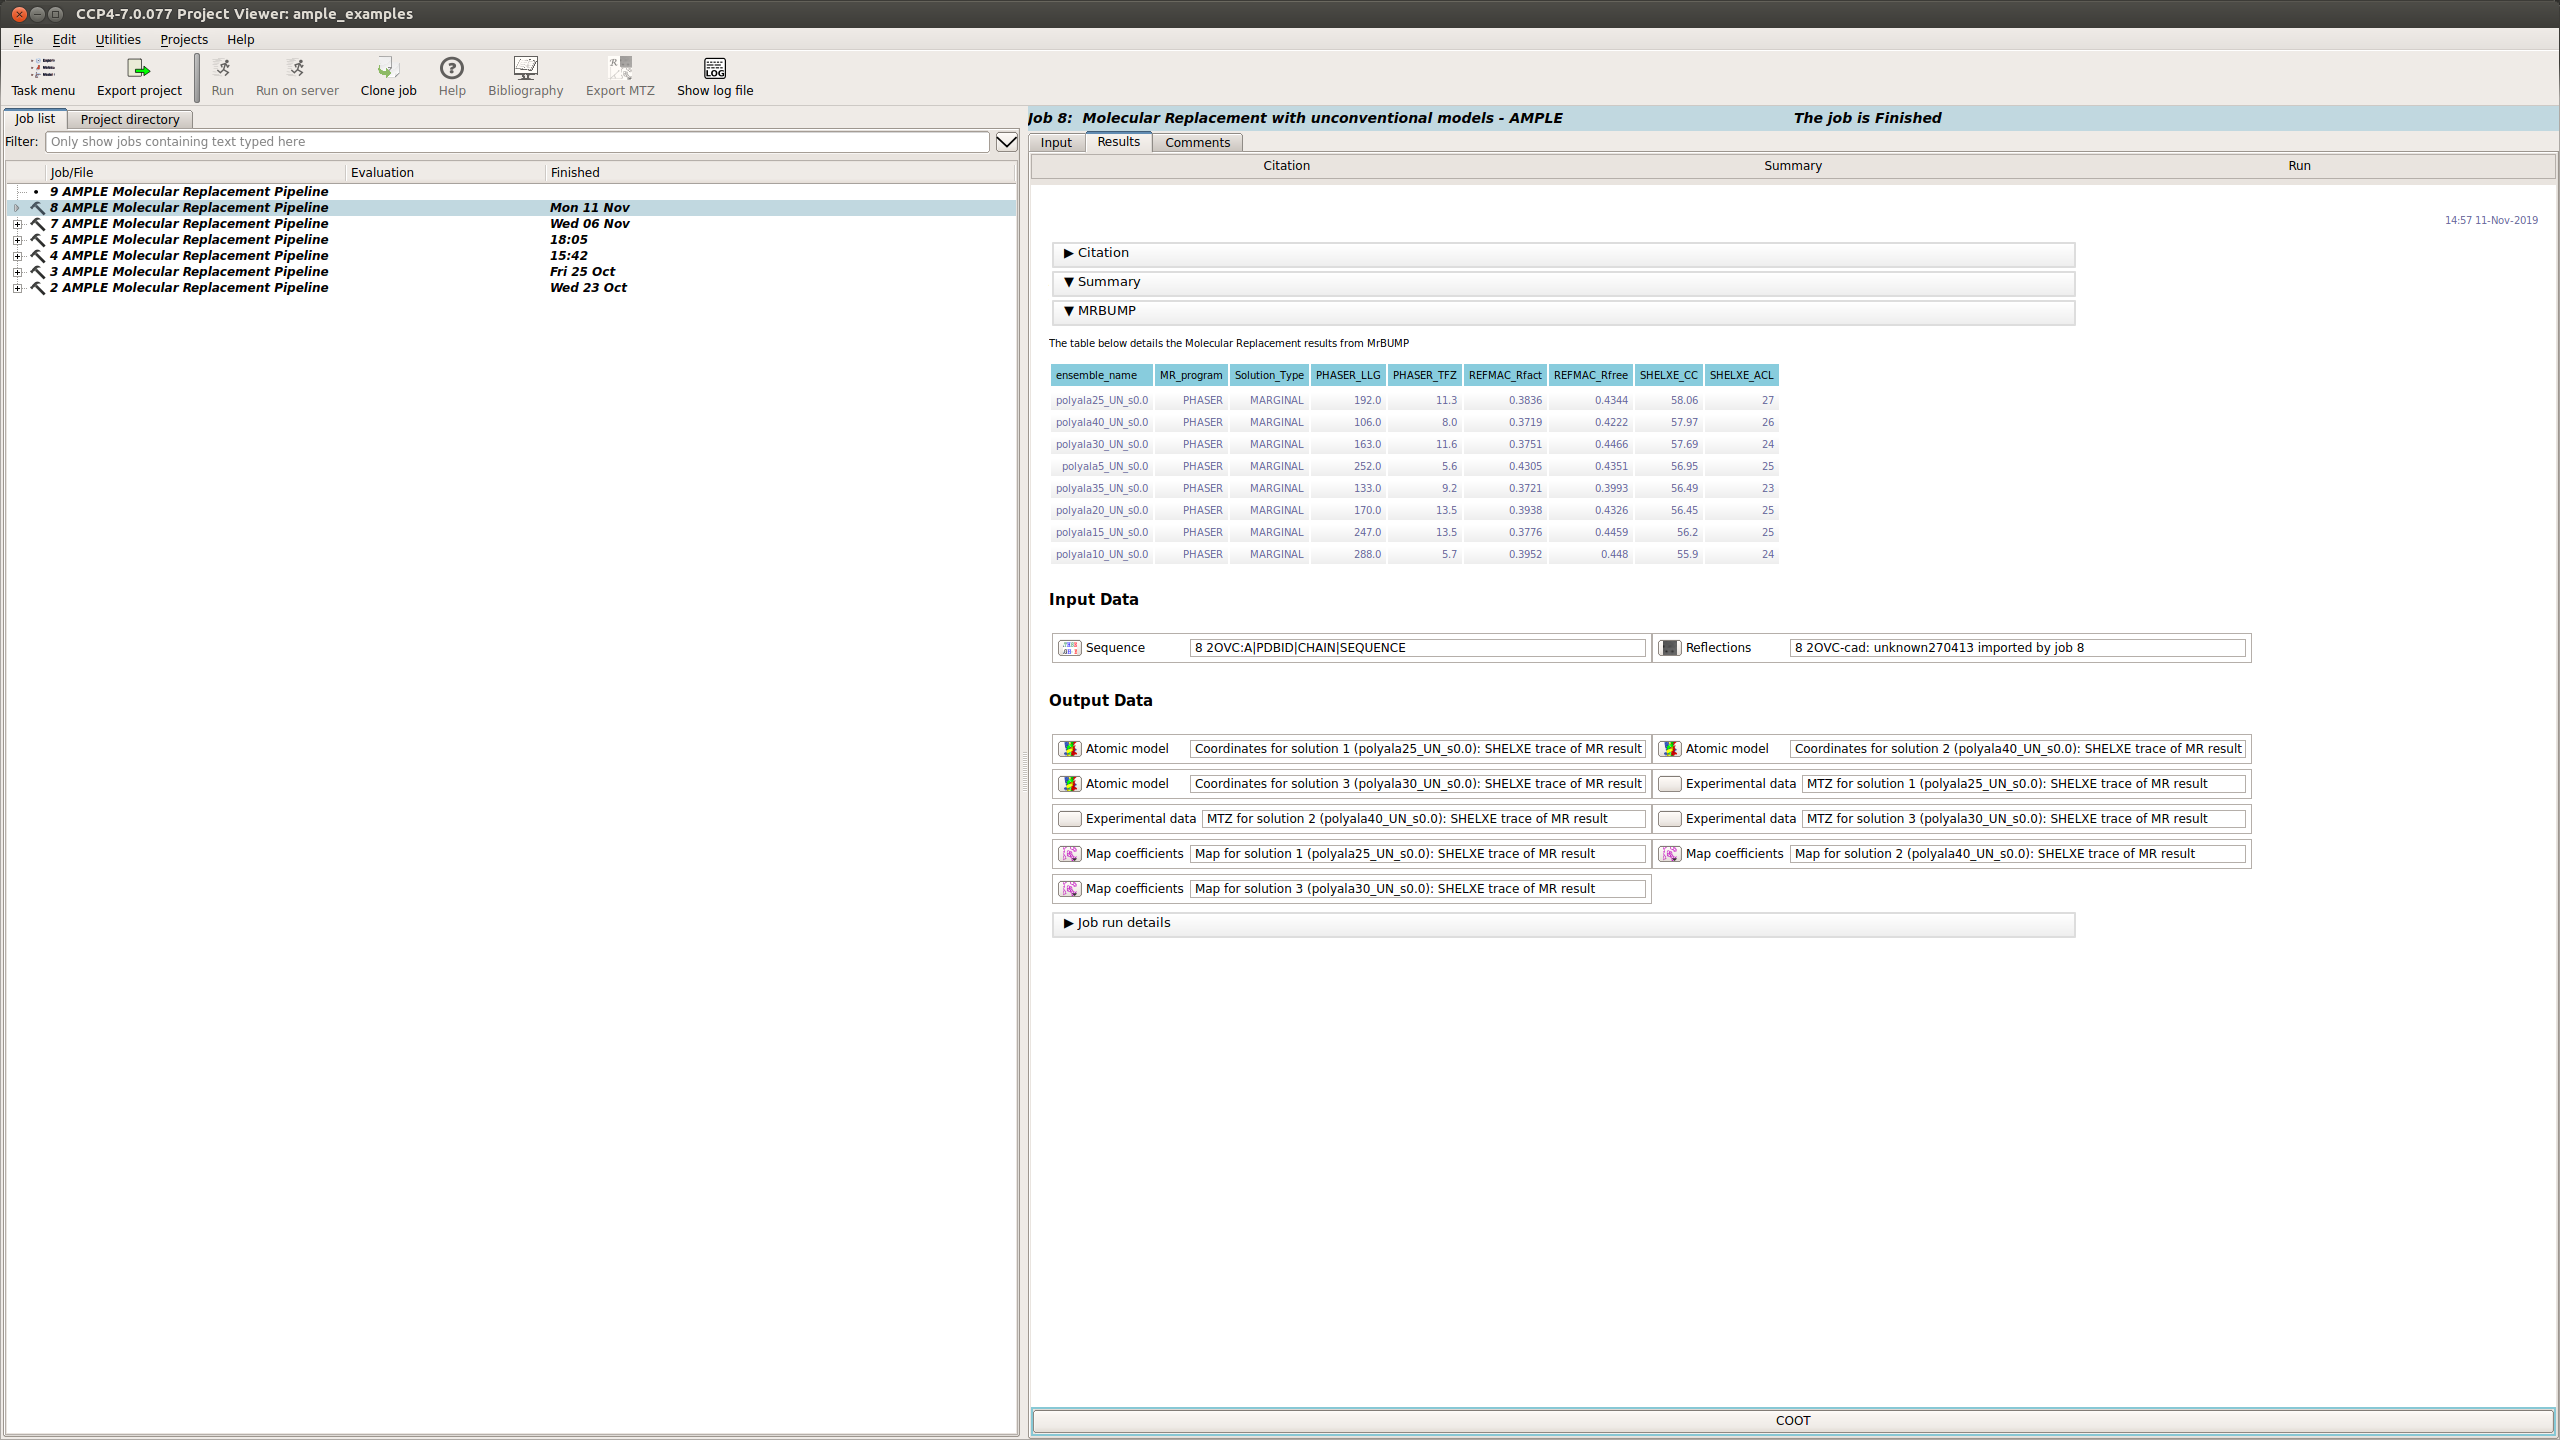 CCP4-7.0.077 Project Viewer: ample_examples
File Edit Utilities Projects Help
Task menu Export project Run Run on server Clone job Help Bibliography Export MTZ Show log file
Job list Project directory
Filter: Only show jobs containing text typed here
Job/File Evaluation Finished
9 AMPLE Molecular Replacement Pipeline
8 AMPLE Molecular Replacement Pipeline Mon 11 Nov
7 AMPLE Molecular Replacement Pipeline Wed 06 Nov
5 AMPLE Molecular Replacement Pipeline 18:05
4 AMPLE Molecular Replacement Pipeline 15:42
3 AMPLE Molecular Replacement Pipeline Fri 25 Oct
2 AMPLE Molecular Replacement Pipeline Wed 23 Oct
Job 8: Molecular Replacement with unconventional models - AMPLE The job is Finished
Input Results Comments
Citation Summary Run
14:57 11-Nov-2019
▶ Citation
▼ Summary
▼ MRBUMP
The table below details the Molecular Replacement results from MrBUMP
ensemble_name MR_program Solution_Type PHASER_LLG PHASER_TFZ REFMAC_Rfact REFMAC_Rfree SHELXE_CC SHELXE_ACL
polyala25_UN_s0.0 PHASER MARGINAL 192.0 11.3 0.3836 0.4344 58.06 27
polyala40_UN_s0.0 PHASER MARGINAL 106.0 8.0 0.3719 0.4222 57.97 26
polyala30_UN_s0.0 PHASER MARGINAL 163.0 11.6 0.3751 0.4466 57.69 24
polyala5_UN_s0.0 PHASER MARGINAL 252.0 5.6 0.4305 0.4351 56.95 25
polyala35_UN_s0.0 PHASER MARGINAL 133.0 9.2 0.3721 0.3993 56.49 23
polyala20_UN_s0.0 PHASER MARGINAL 170.0 13.5 0.3938 0.4326 56.45 25
polyala15_UN_s0.0 PHASER MARGINAL 247.0 13.5 0.3776 0.4459 56.2 25
polyala10_UN_s0.0 PHASER MARGINAL 288.0 5.7 0.3952 0.448 55.9 24
Input Data
Sequence 8 2OVC:A|PDBID|CHAIN|SEQUENCE Reflections 8 2OVC-cad: unknown270413 imported by job 8
Output Data
Atomic model Coordinates for solution 1 (polyala25_UN_s0.0): SHELXE trace of MR result Atomic model Coordinates for solution 2 (polyala40_UN_s0.0): SHELXE trace of MR result
Atomic model Coordinates for solution 3 (polyala30_UN_s0.0): SHELXE trace of MR result Experimental data MTZ for solution 1 (polyala25_UN_s0.0): SHELXE trace of MR result
Experimental data MTZ for solution 2 (polyala40_UN_s0.0): SHELXE trace of MR result Experimental data MTZ for solution 3 (polyala30_UN_s0.0): SHELXE trace of MR result
Map coefficients Map for solution 1 (polyala25_UN_s0.0): SHELXE trace of MR result Map coefficients Map for solution 2 (polyala40_UN_s0.0): SHELXE trace of MR result
Map coefficients Map for solution 3 (polyala30_UN_s0.0): SHELXE trace of MR result
▶ Job run details
COOT